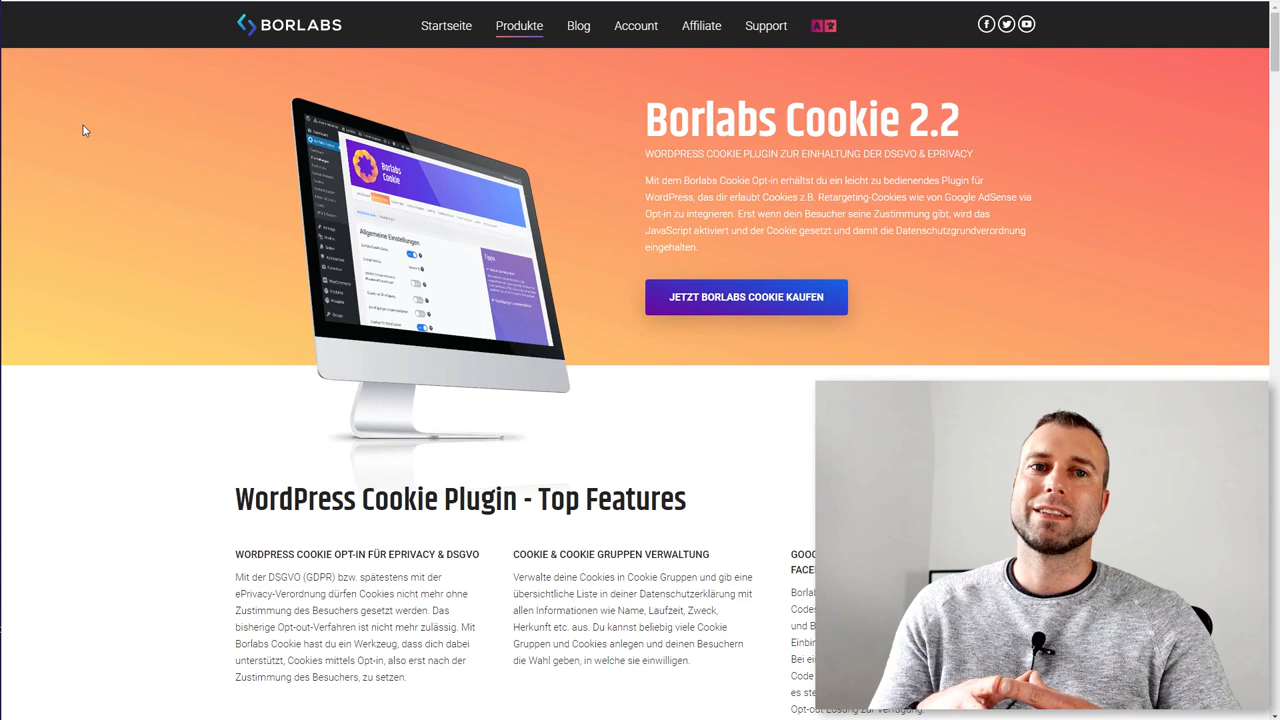 BORLABS
Startseite
Produkte
Blog
Account
Affiliate
Support
Borlabs Cookie 2.2
WORDPRESS COOKIE PLUGIN ZUR EINHALTUNG DER DSGVO & EPRIVACY
Mit dem Borlabs Cookie Opt-in erhältst du ein leicht zu bedienendes Plugin für
WordPress, das dir erlaubt Cookies z.B. Retargeting-Cookies wie von Google AdSense via
Opt-in zu integrieren. Erst wenn dein Besucher seine Zustimmung gibt, wird das
JavaScript aktiviert und der Cookie gesetzt und damit die Datenschutzgrundverordnung
eingehalten.
JETZT BORLABS COOKIE KAUFEN
Borlabs
Cookie
Allgemeine Einstellungen
Tipps
WordPress Cookie Plugin - Top Features
WORDPRESS COOKIE OPT-IN FÜR EPRIVACY & DSGVO
Mit der DSGVO (GDPR) bzw. spätestens mit der
ePrivacy-Verordnung dürfen Cookies nicht mehr ohne
Zustimmung des Besuchers gesetzt werden. Das
bisherige Opt-out-Verfahren ist nicht mehr zulässig. Mit
Borlabs Cookie hast du ein Werkzeug, dass dich dabei
unterstützt, Cookies mittels Opt-in, also erst nach der
Zustimmung des Besuchers, zu setzen.
COOKIE & COOKIE GRUPPEN VERWALTUNG
Verwalte deine Cookies in Cookie Gruppen und gib eine
übersichtliche Liste in deiner Datenschutzerklärung mit
allen Informationen wie Name, Laufzeit, Zweck,
Herkunft etc. aus. Du kannst beliebig viele Cookie
Gruppen und Cookies anlegen und deinen Besuchern
die Wahl geben, in welche sie einwilligen.